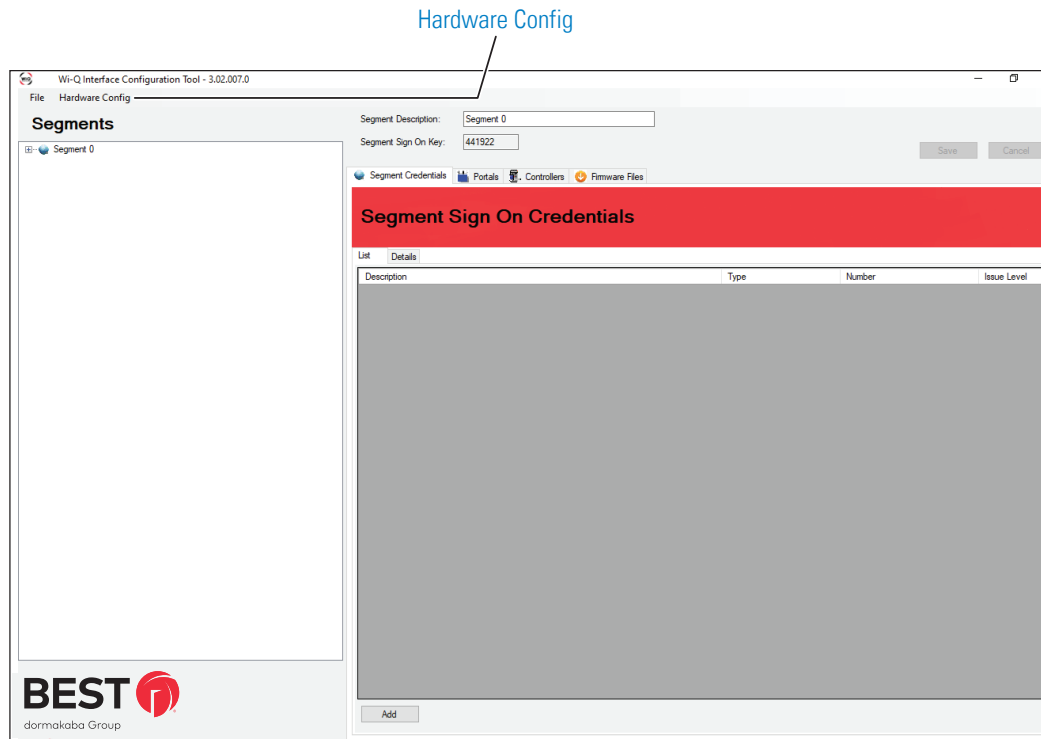 Hardware Config
Wi-Q Interface Configuration Tool - 3.02.007.0
File Hardware Config
Segments
Segment 0
Segment Description: Segment 0
Segment Sign On Key: 441922
Save Cancel
Segment Credentials Portals Controllers Firmware Files
Segment Sign On Credentials
List Details
Description Type Number Issue Level
Add
BEST
dormakaba Group